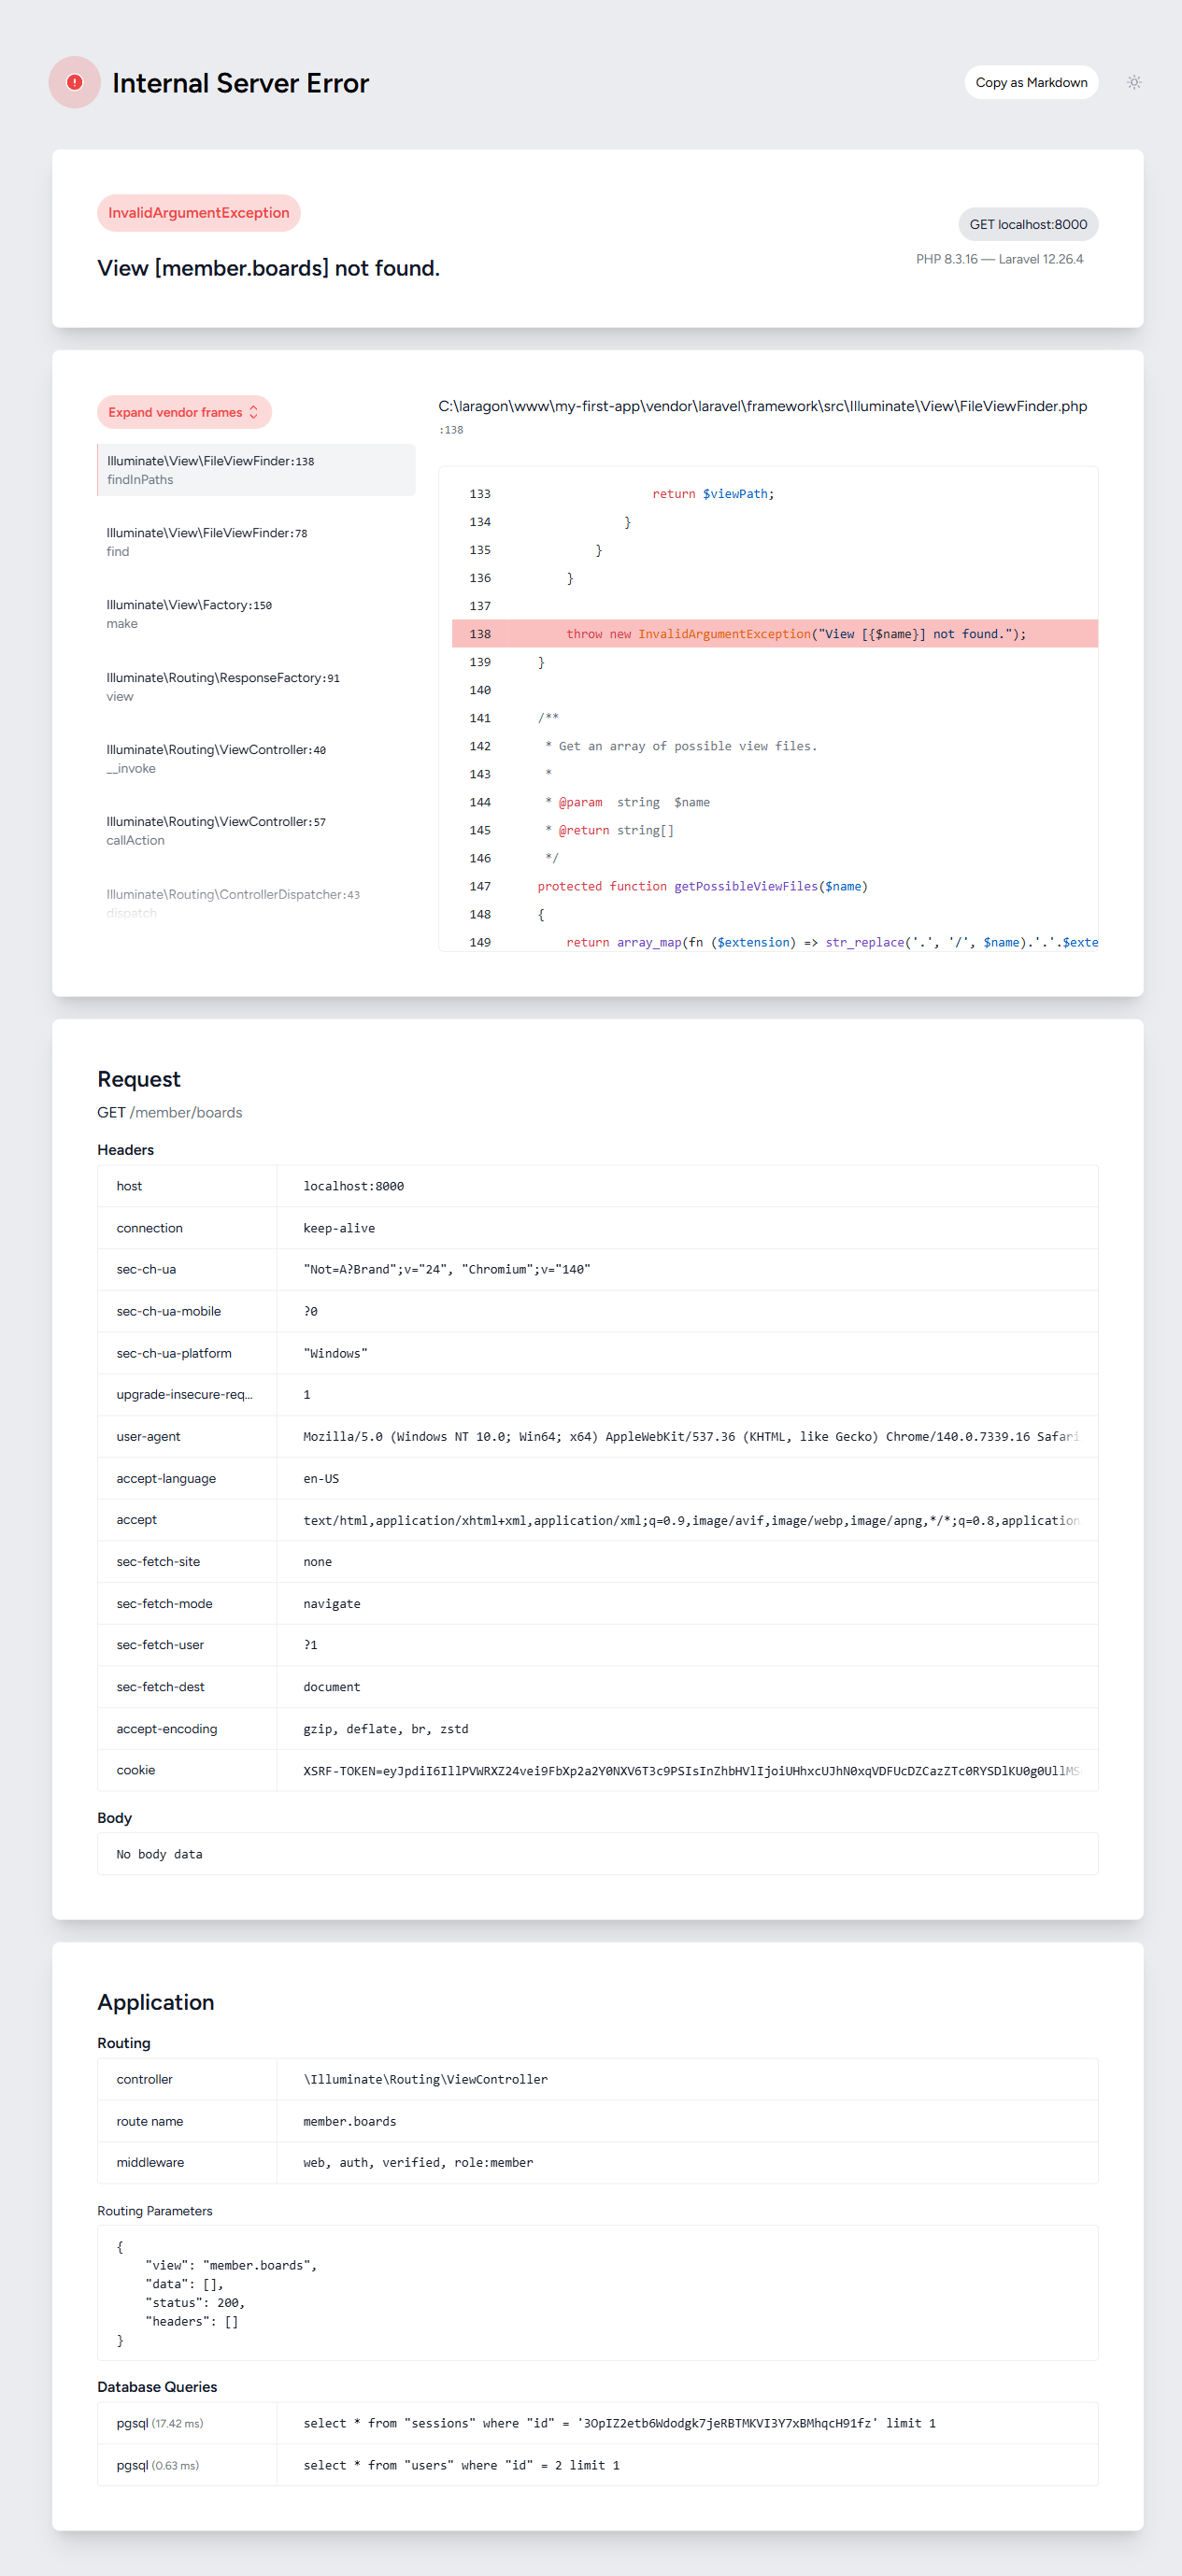 Internal Server Error
Copy as Markdown
InvalidArgumentException
View [member.boards] not found.
GET localhost:8000
PHP 8.3.16 — Laravel 12.26.4
Expand vendor frames
Illuminate\View\FileViewFinder:138
findInPaths
Illuminate\View\FileViewFinder:78
find
Illuminate\View\Factory:150
make
Illuminate\Routing\ResponseFactory:91
view
Illuminate\Routing\ViewController:40
__invoke
Illuminate\Routing\ViewController:57
callAction
Illuminate\Routing\ControllerDispatcher:43
dispatch
C:\laragon\www\my-first-app\vendor\laravel\framework\src\Illuminate\View\FileViewFinder.php
:138
133 return $viewPath;
134 }
135 }
136 }
137
138 throw new InvalidArgumentException("View [{$name}] not found.");
139 }
140
141 /**
142 * Get an array of possible view files.
143 *
144 * @param  string  $name
145 * @return string[]
146 */
147 protected function getPossibleViewFiles($name)
148 {
149 return array_map(fn ($extension) => str_replace('.', '/', $name).'.'.$exte
Request
GET /member/boards
Headers
host localhost:8000
connection keep-alive
sec-ch-ua "Not=A?Brand";v="24", "Chromium";v="140"
sec-ch-ua-mobile ?0
sec-ch-ua-platform "Windows"
upgrade-insecure-req... 1
user-agent Mozilla/5.0 (Windows NT 10.0; Win64; x64) AppleWebKit/537.36 (KHTML, like Gecko) Chrome/140.0.7339.16 Safari
accept-language en-US
accept text/html,application/xhtml+xml,application/xml;q=0.9,image/avif,image/webp,image/apng,*/*;q=0.8,application
sec-fetch-site none
sec-fetch-mode navigate
sec-fetch-user ?1
sec-fetch-dest document
accept-encoding gzip, deflate, br, zstd
cookie XSRF-TOKEN=eyJpdiI6IllPVWRXZ24vei9FbXp2a2Y0NXV6T3c9PSIsInZhbHVlIjoiUHhxcUJhN0xqVDFUcDZCazZTc0RYSDlKU0g0UllMS
Body
No body data
Application
Routing
controller \Illuminate\Routing\ViewController
route name member.boards
middleware web, auth, verified, role:member
Routing Parameters
{
"view": "member.boards",
"data": [],
"status": 200,
"headers": []
}
Database Queries
pgsql (17.42 ms) select * from "sessions" where "id" = '3OpIZ2etb6Wdodgk7jeRBTMKVI3Y7xBMhqcH91fz' limit 1
pgsql (0.63 ms) select * from "users" where "id" = 2 limit 1